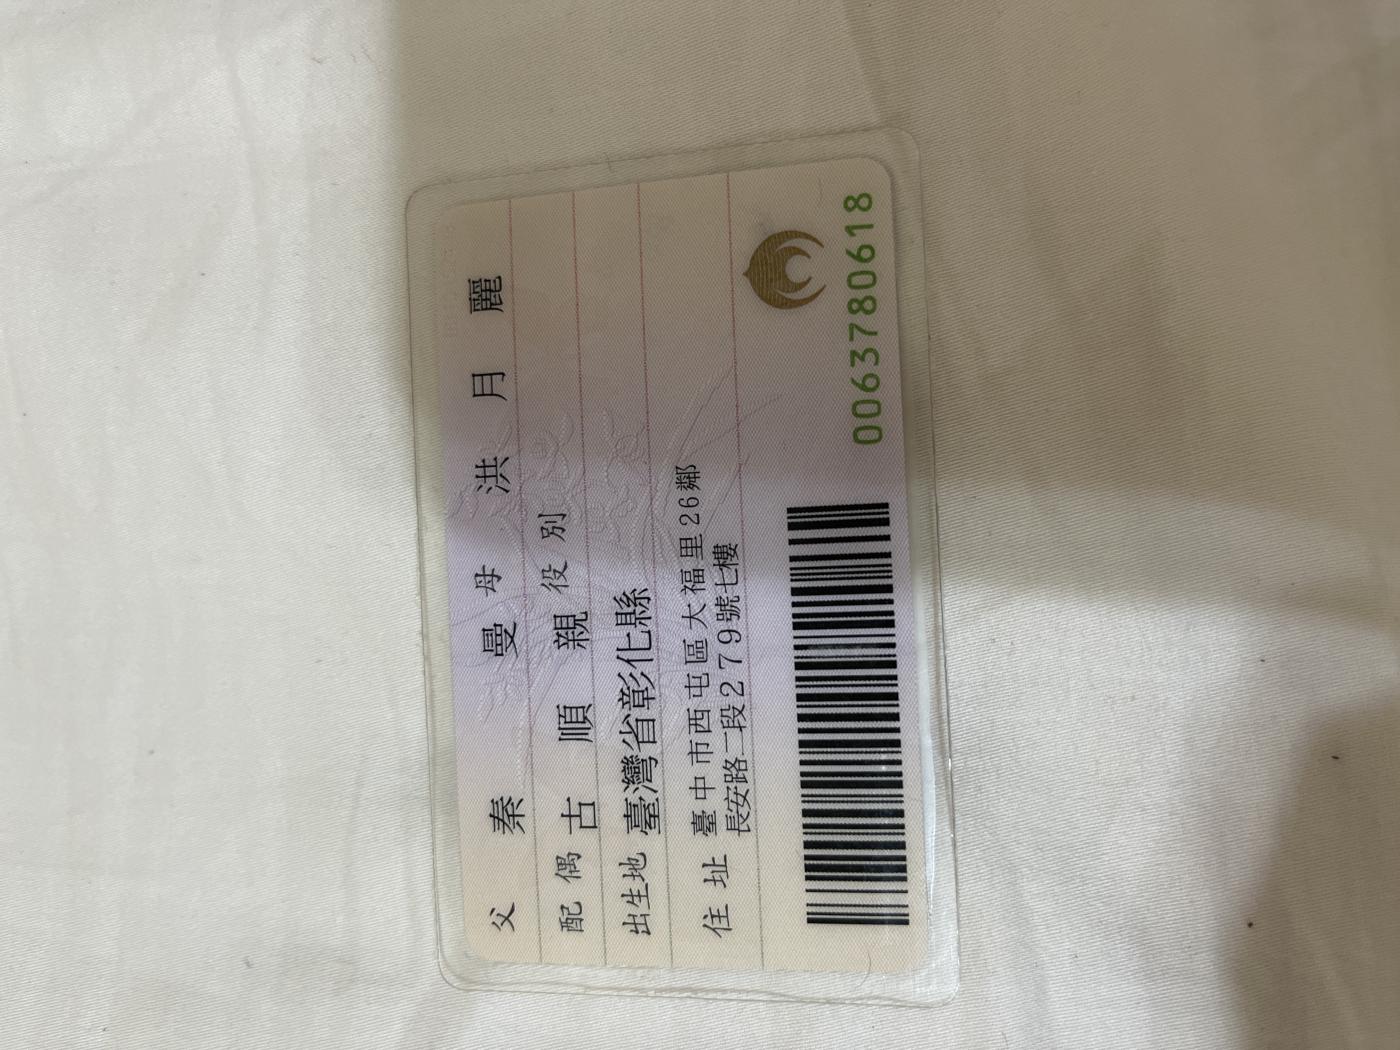 父 秦 曼 母 洪 月 麗
配偶 古 順 親 役別
出生地 臺灣省彰化縣
住址 臺中市西屯區大福里26鄰
長安路二段279號七樓
0063780618